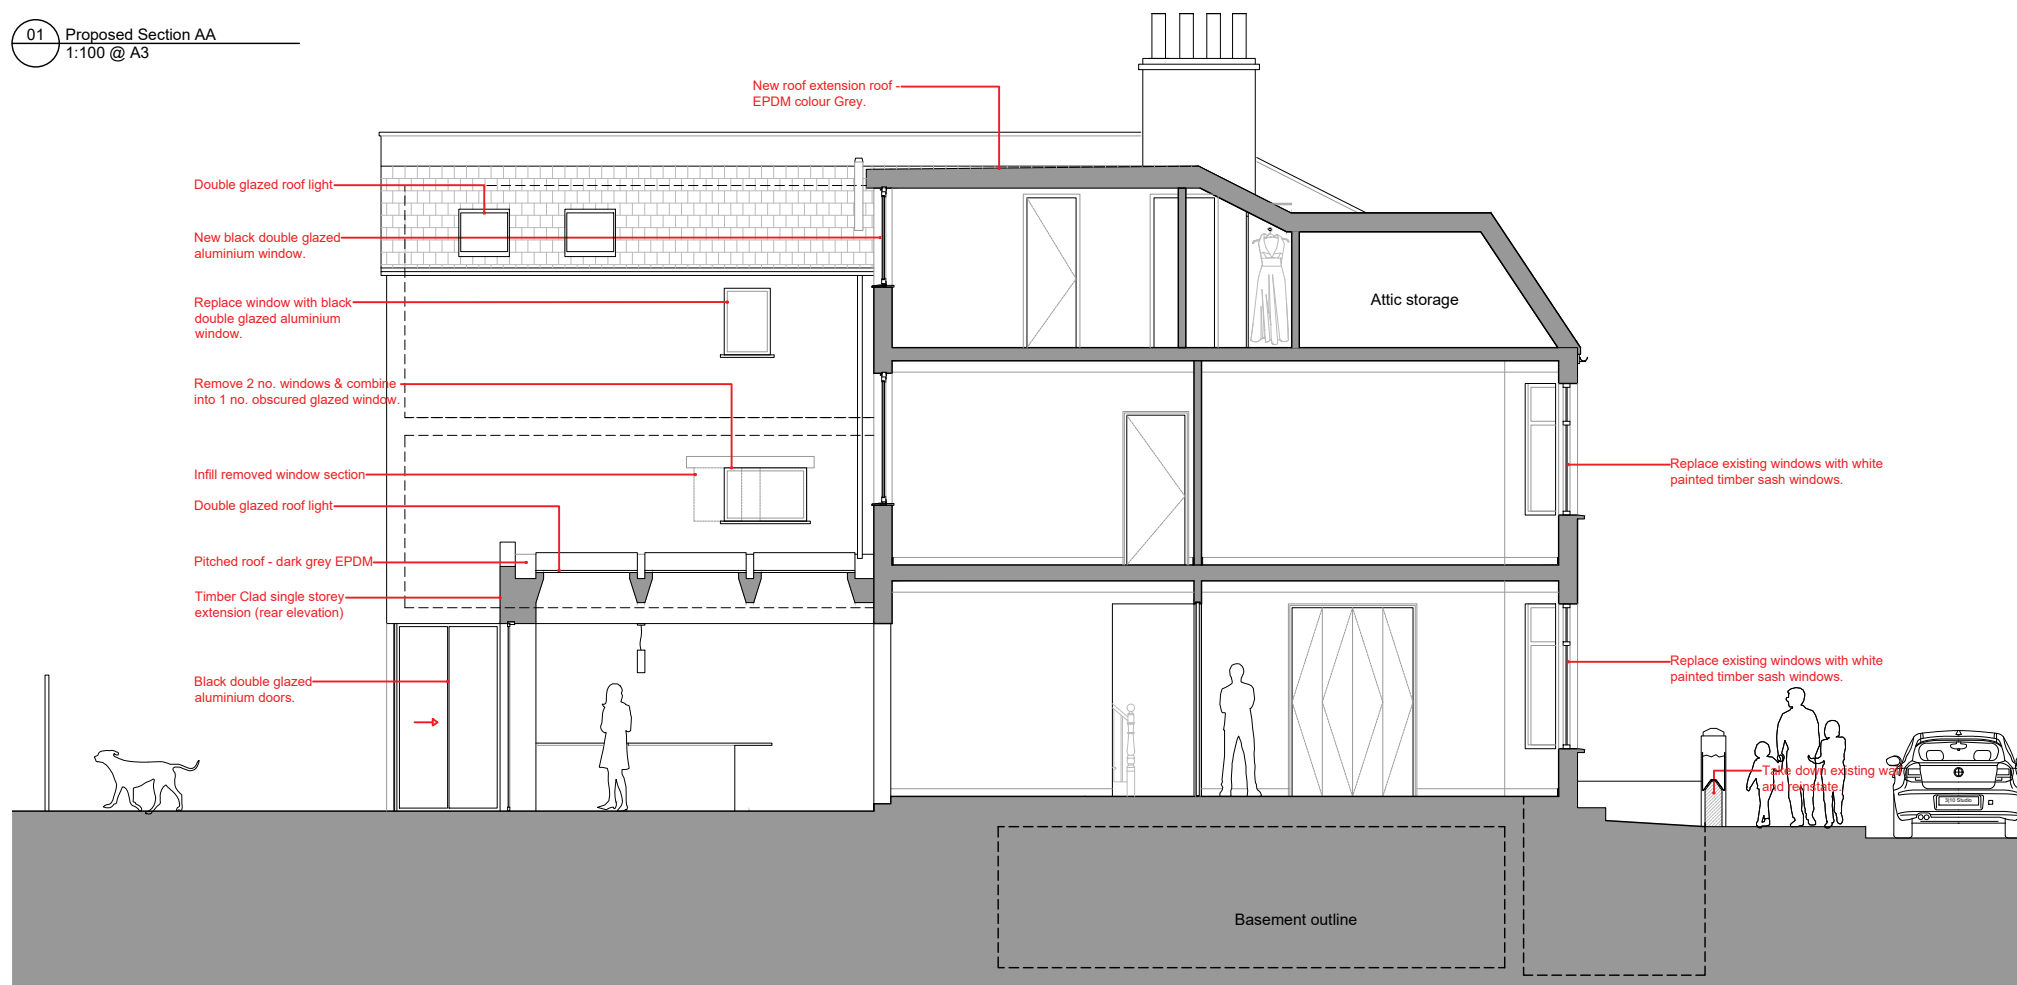 01
Proposed Section AA
1:100 @ A3
New roof extension roof -
EPDM colour Grey.
Double glazed roof light
New black double glazed
aluminium window.
Replace window with black
double glazed aluminium
window.
Remove 2 no. windows & combine
into 1 no. obscured glazed window.
Infill removed window section
Double glazed roof light
Pitched roof - dark grey EPDM
Timber Clad single storey
extension (rear elevation)
Black double glazed
aluminium doors.
Attic storage
Replace existing windows with white
painted timber sash windows.
Replace existing windows with white
painted timber sash windows.
Take down existing wall
and reinstate.
3j10 Studio
Basement outline